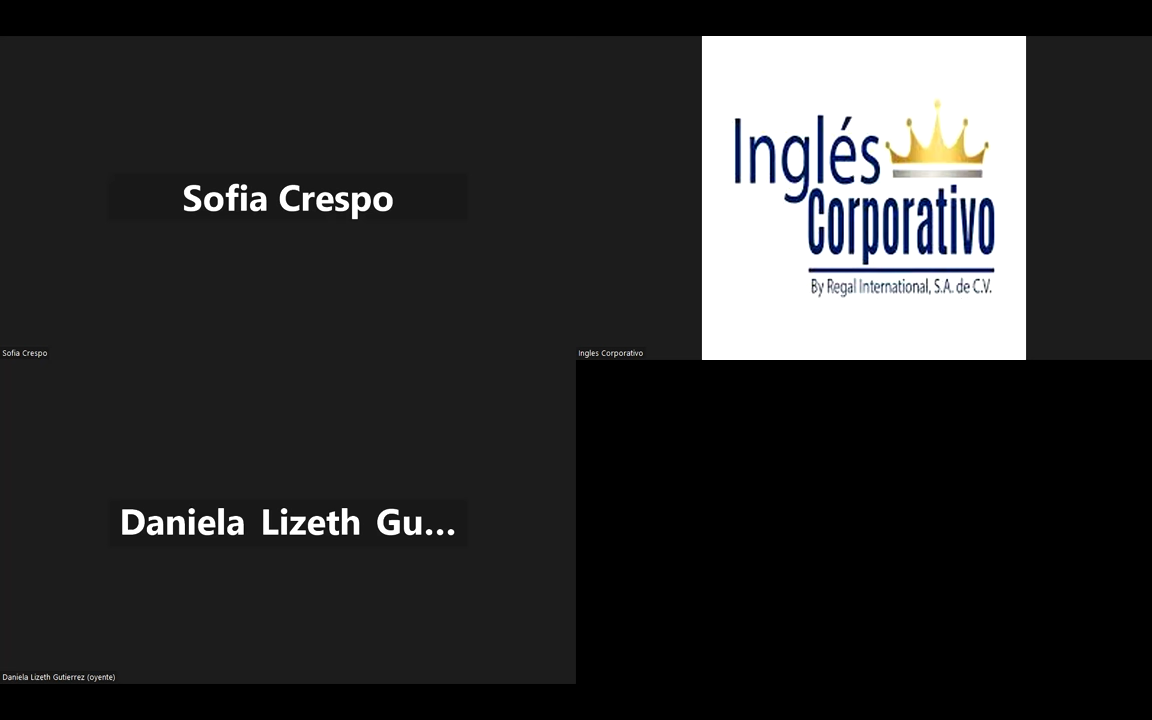 Sofia Crespo
Inglés
Corporativo
By Regal International, S.A. de C.V.
Sofia Crespo
Ingles Corporativo
Daniela Lizeth Gu...
Daniela Lizeth Gutierrez (oyente)